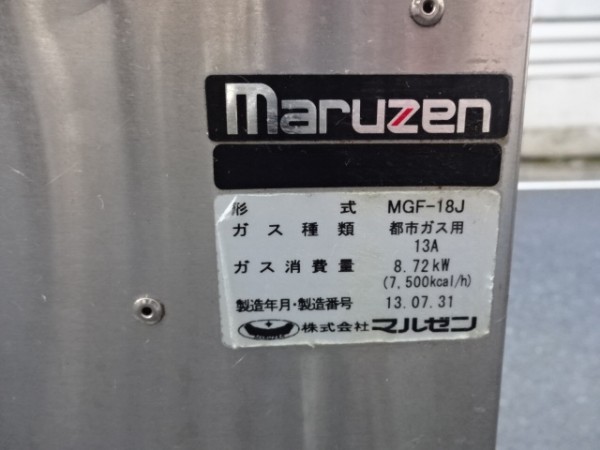 maruzen
形 式 MGF-18J
ガス種類 都市ガス用
13A
ガス消費量 8.72kW
(7,500kcal/h)
製造年月・製造番号 13.07.31
株式会社 マルゼン